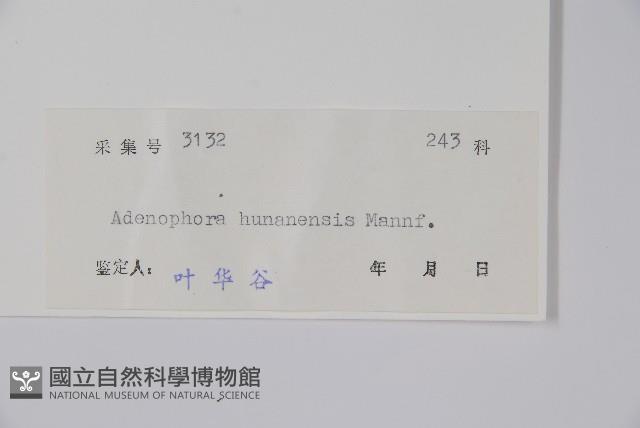 采集号 3132 243 科
Adenophora hunanensis Mannf.
鉴定人: 叶华谷 年 月 日
國立自然科學博物館
NATIONAL MUSEUM OF NATURAL SCIENCE